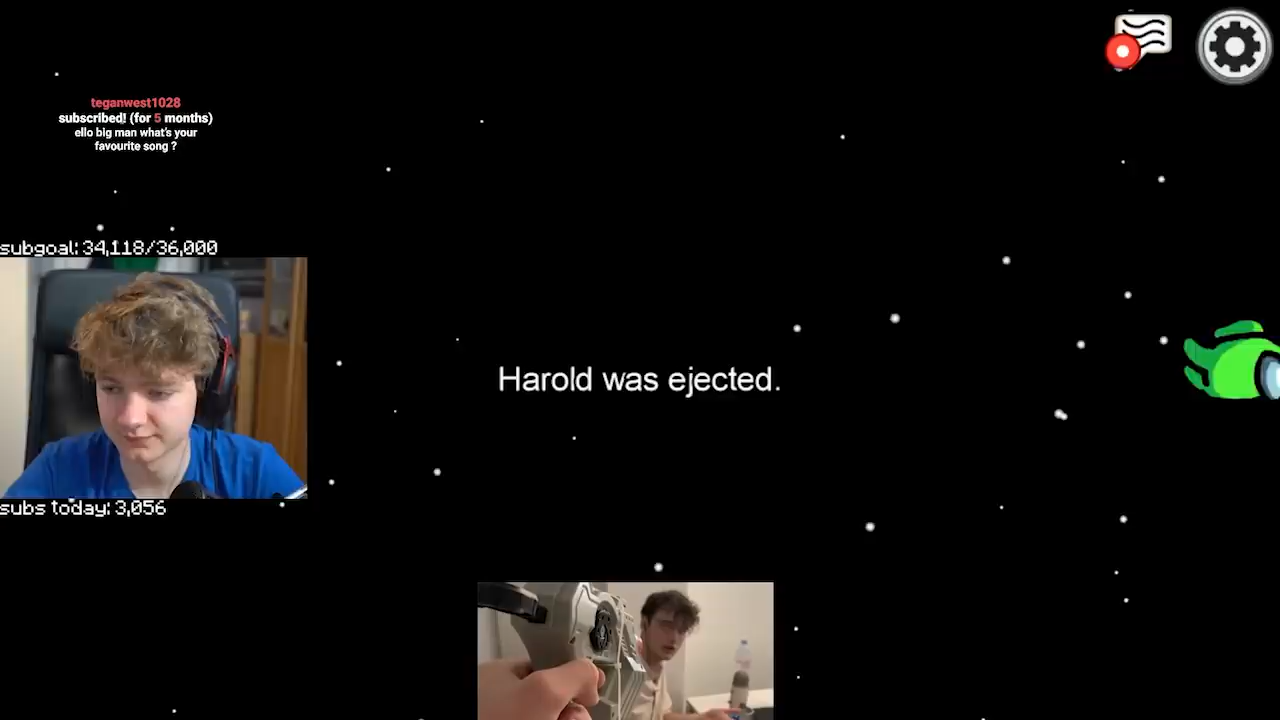 teganwest1028
subscribed! (for 5 months)
ello big man what's your
favourite song ?
subgoal: 34,118/36,000
Harold was ejected.
subs today: 3,056